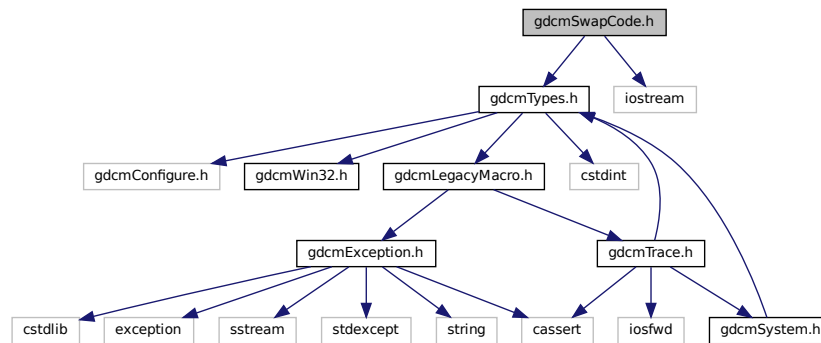 gdcmSwapCode.h
gdcmTypes.h
iostream
gdcmConfigure.h
gdcmWin32.h
gdcmLegacyMacro.h
cstdint
gdcmException.h
gdcmTrace.h
cstdlib
exception
sstream
stdexcept
string
cassert
iosfwd
gdcmSystem.h